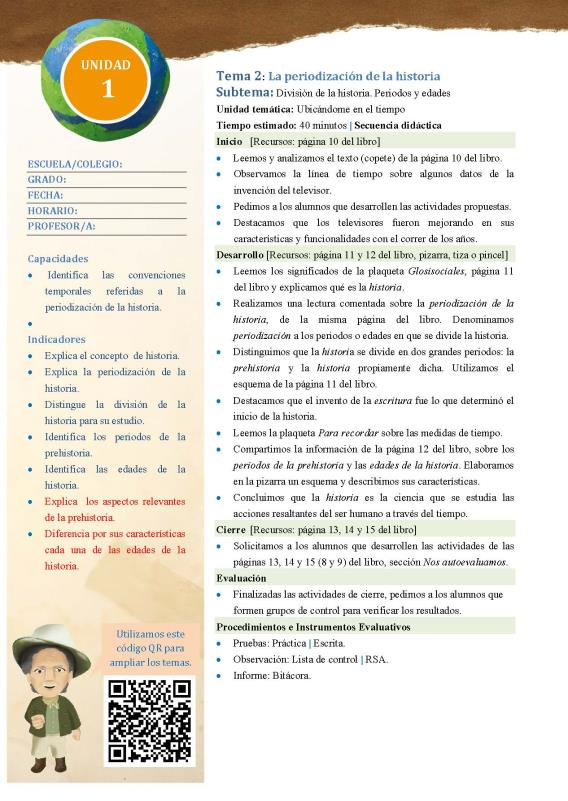 UNIDAD
1
ESCUELA/COLEGIO:
GRADO:
FECHA:
HORARIO:
PROFESOR/A:
Capacidades
Identifica las convenciones
temporales referidas a la
periodización de la historia.
Indicadores
Explica el concepto de historia.
Explica la periodización de la
historia.
Distingue la división de la
historia para su estudio.
Identifica los periodos de la
prehistoria.
Identifica las edades de la
historia.
Explica los aspectos relevantes
de la prehistoria.
Diferencia por sus características
cada una de las edades de la
historia.
Utilizamos este
código QR para
ampliar los temas.
Tema 2: La periodización de la historia
Subtema: División de la historia. Periodos y edades
Unidad temática: Ubicándome en el tiempo
Tiempo estimado: 40 minutos | Secuencia didáctica
Inicio [Recursos: página 10 del libro]
Leemos y analizamos el texto (copete) de la página 10 del libro.
Observamos la línea de tiempo sobre algunos datos de la
invención del televisor.
Pedimos a los alumnos que desarrollen las actividades propuestas.
Destacamos que los televisores fueron mejorando en sus
características y funcionalidades con el correr de los años.
Desarrollo [Recursos: página 11 y 12 del libro, pizarra, tiza o pincel]
Leemos los significados de la plaqueta Glosisociales, página 11
del libro y explicamos qué es la historia.
Realizamos una lectura comentada sobre la periodización de la
historia, de la misma página del libro. Denominamos
periodización a los periodos o edades en que se divide la historia.
Distinguimos que la historia se divide en dos grandes periodos: la
prehistoria y la historia propiamente dicha. Utilizamos el
esquema de la página 11 del libro.
Destacamos que el invento de la escritura fue lo que determinó el
inicio de la historia.
Leemos la plaqueta Para recordar sobre las medidas de tiempo.
Compartimos la información de la página 12 del libro, sobre los
periodos de la prehistoria y las edades de la historia. Elaboramos
en la pizarra un esquema y describimos sus características.
Concluimos que la historia es la ciencia que se estudia las
acciones resaltantes del ser humano a través del tiempo.
Cierre [Recursos: página 13, 14 y 15 del libro]
Solicitamos a los alumnos que desarrollen las actividades de las
páginas 13, 14 y 15 (8 y 9) del libro, sección Nos autoevaluamos.
Evaluación
Finalizadas las actividades de cierre, pedimos a los alumnos que
formen grupos de control para verificar los resultados.
Procedimientos e Instrumentos Evaluativos
Pruebas: Práctica | Escrita.
Observación: Lista de control | RSA.
Informe: Bitácora.